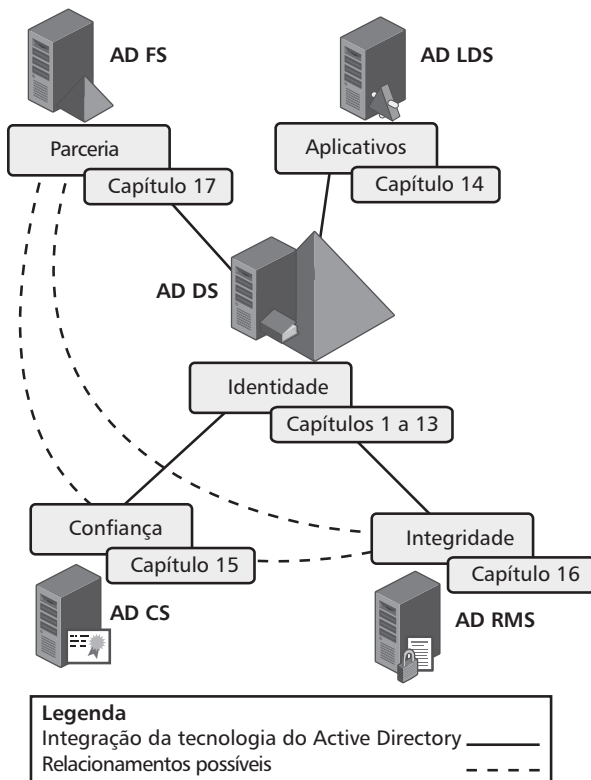 AD FS
AD LDS
Parceria
Capítulo 17
Aplicativos
Capítulo 14
AD DS
Identidade
Capítulos 1 a 13
Confiança
Capítulo 15
Integridade
Capítulo 16
AD CS
AD RMS
Legenda
Integração da tecnologia do Active Directory
Relacionamentos possíveis